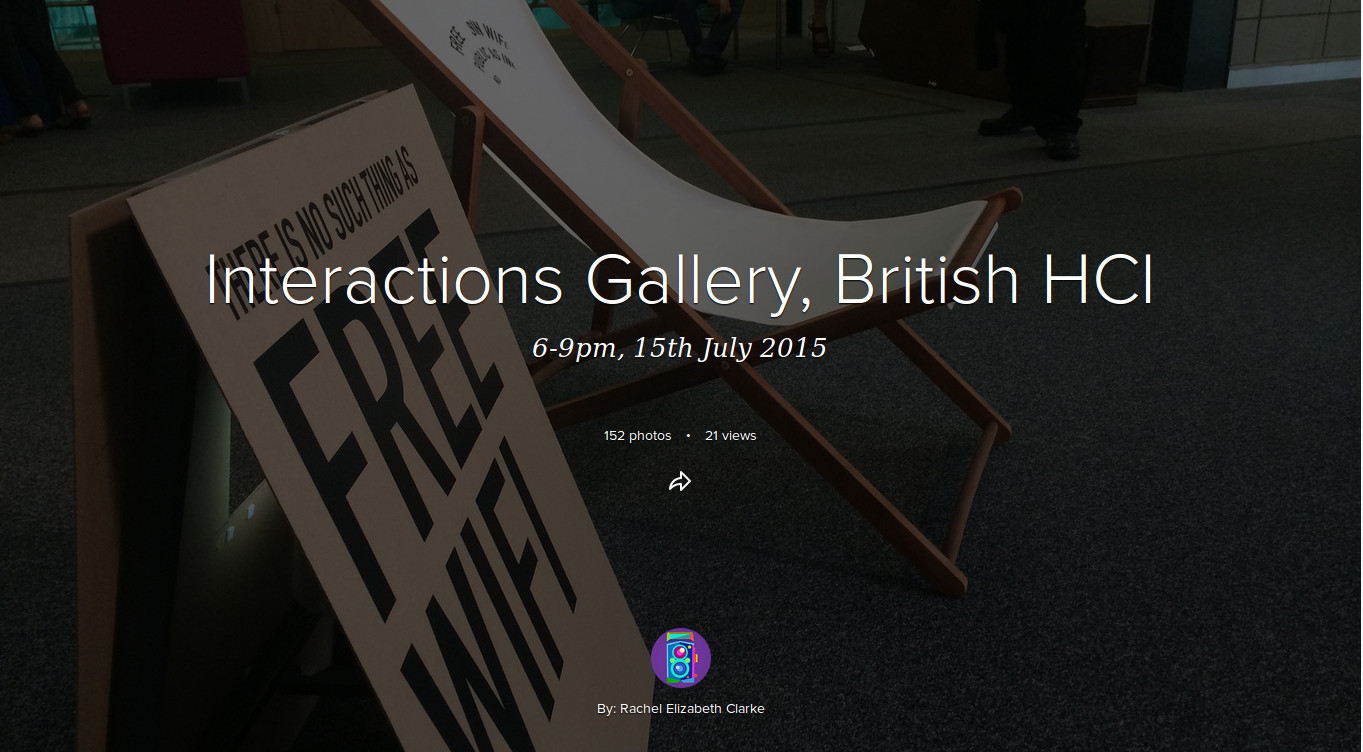 THERE IS NO SUCH THING AS
FREE
WIFI
Interactions Gallery, British HCI
6-9pm, 15th July 2015
152 photos • 21 views
By: Rachel Elizabeth Clarke